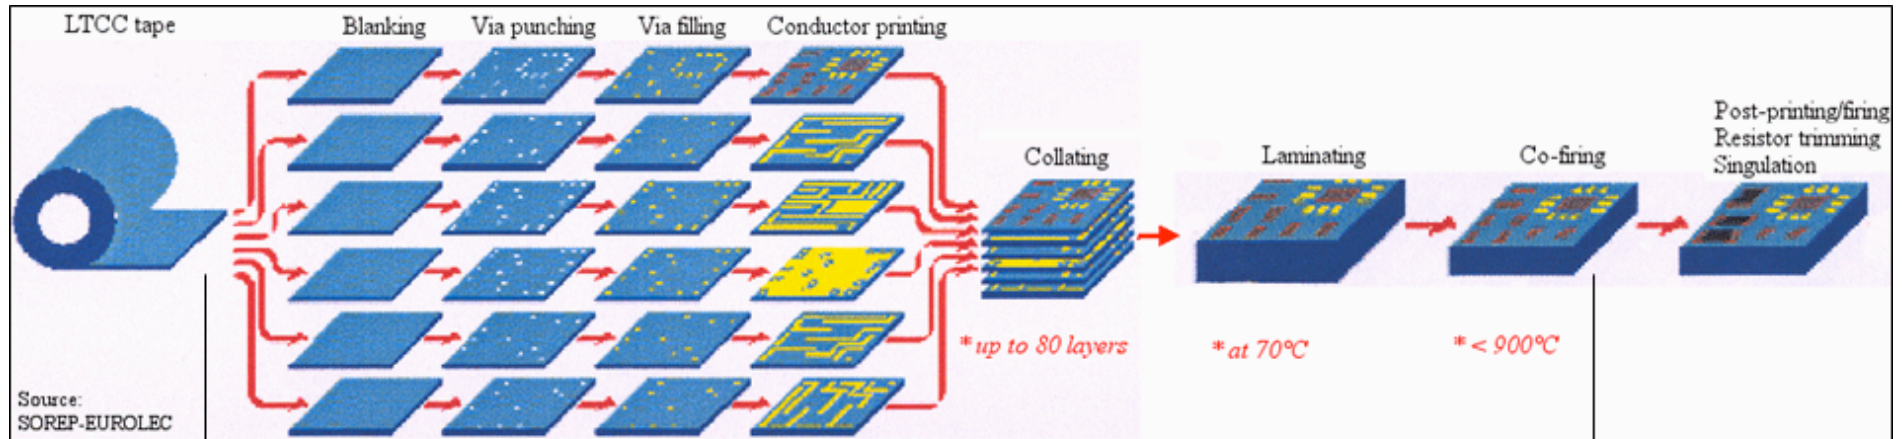 LTCC tape
Blanking
Via punching
Via filling
Conductor printing
Collating
Laminating
Co-firing
Post-printing/firing
Resistor trimming
Singulation
* up to 80 layers
* at 70°C
* < 900°C
Source:
SOREP-EUROLEC